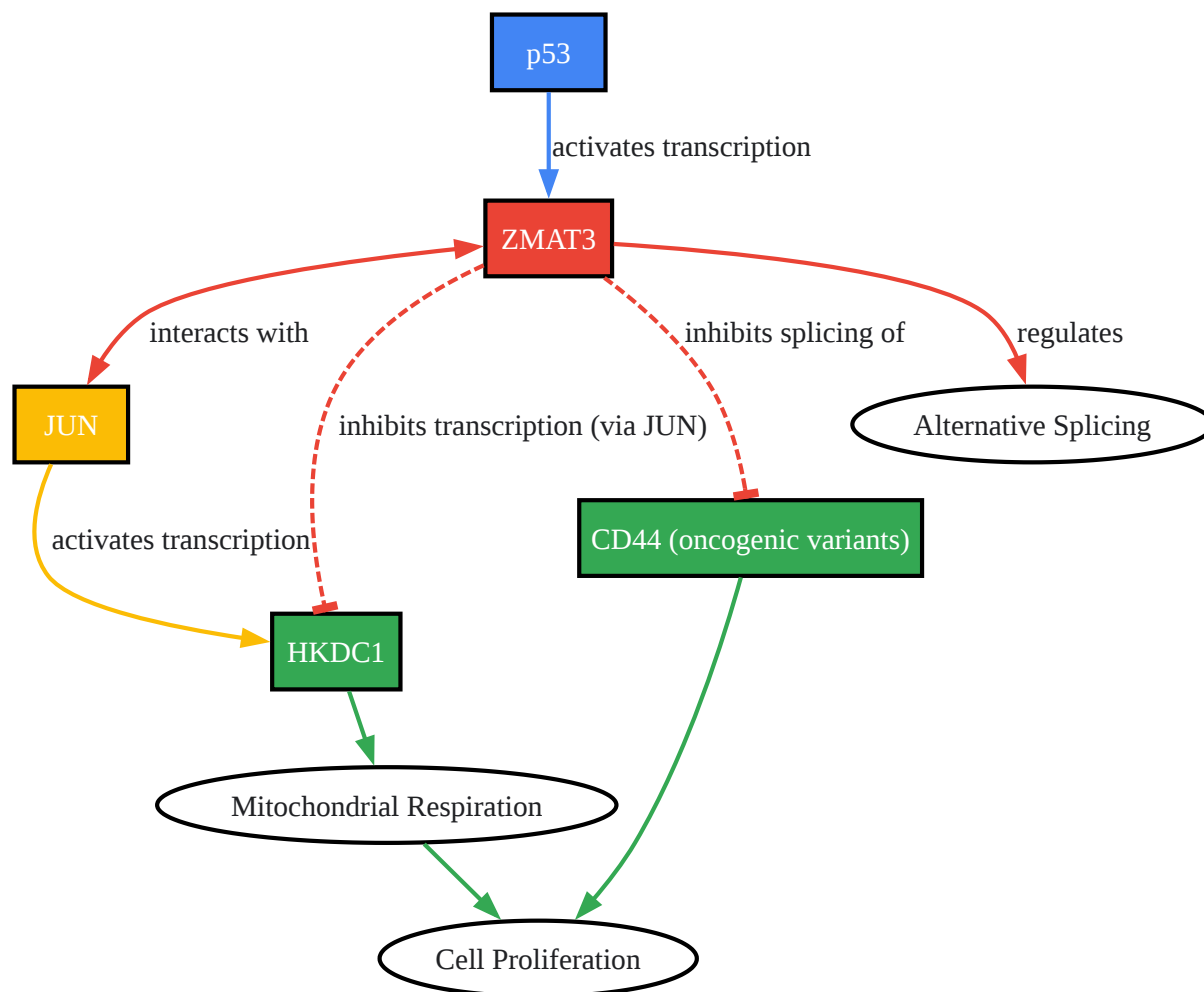 p53
activates transcription
ZMAT3
interacts with
inhibits splicing of
regulates
JUN
inhibits transcription (via JUN)
Alternative Splicing
activates transcription
CD44 (oncogenic variants)
HKDC1
Mitochondrial Respiration
Cell Proliferation